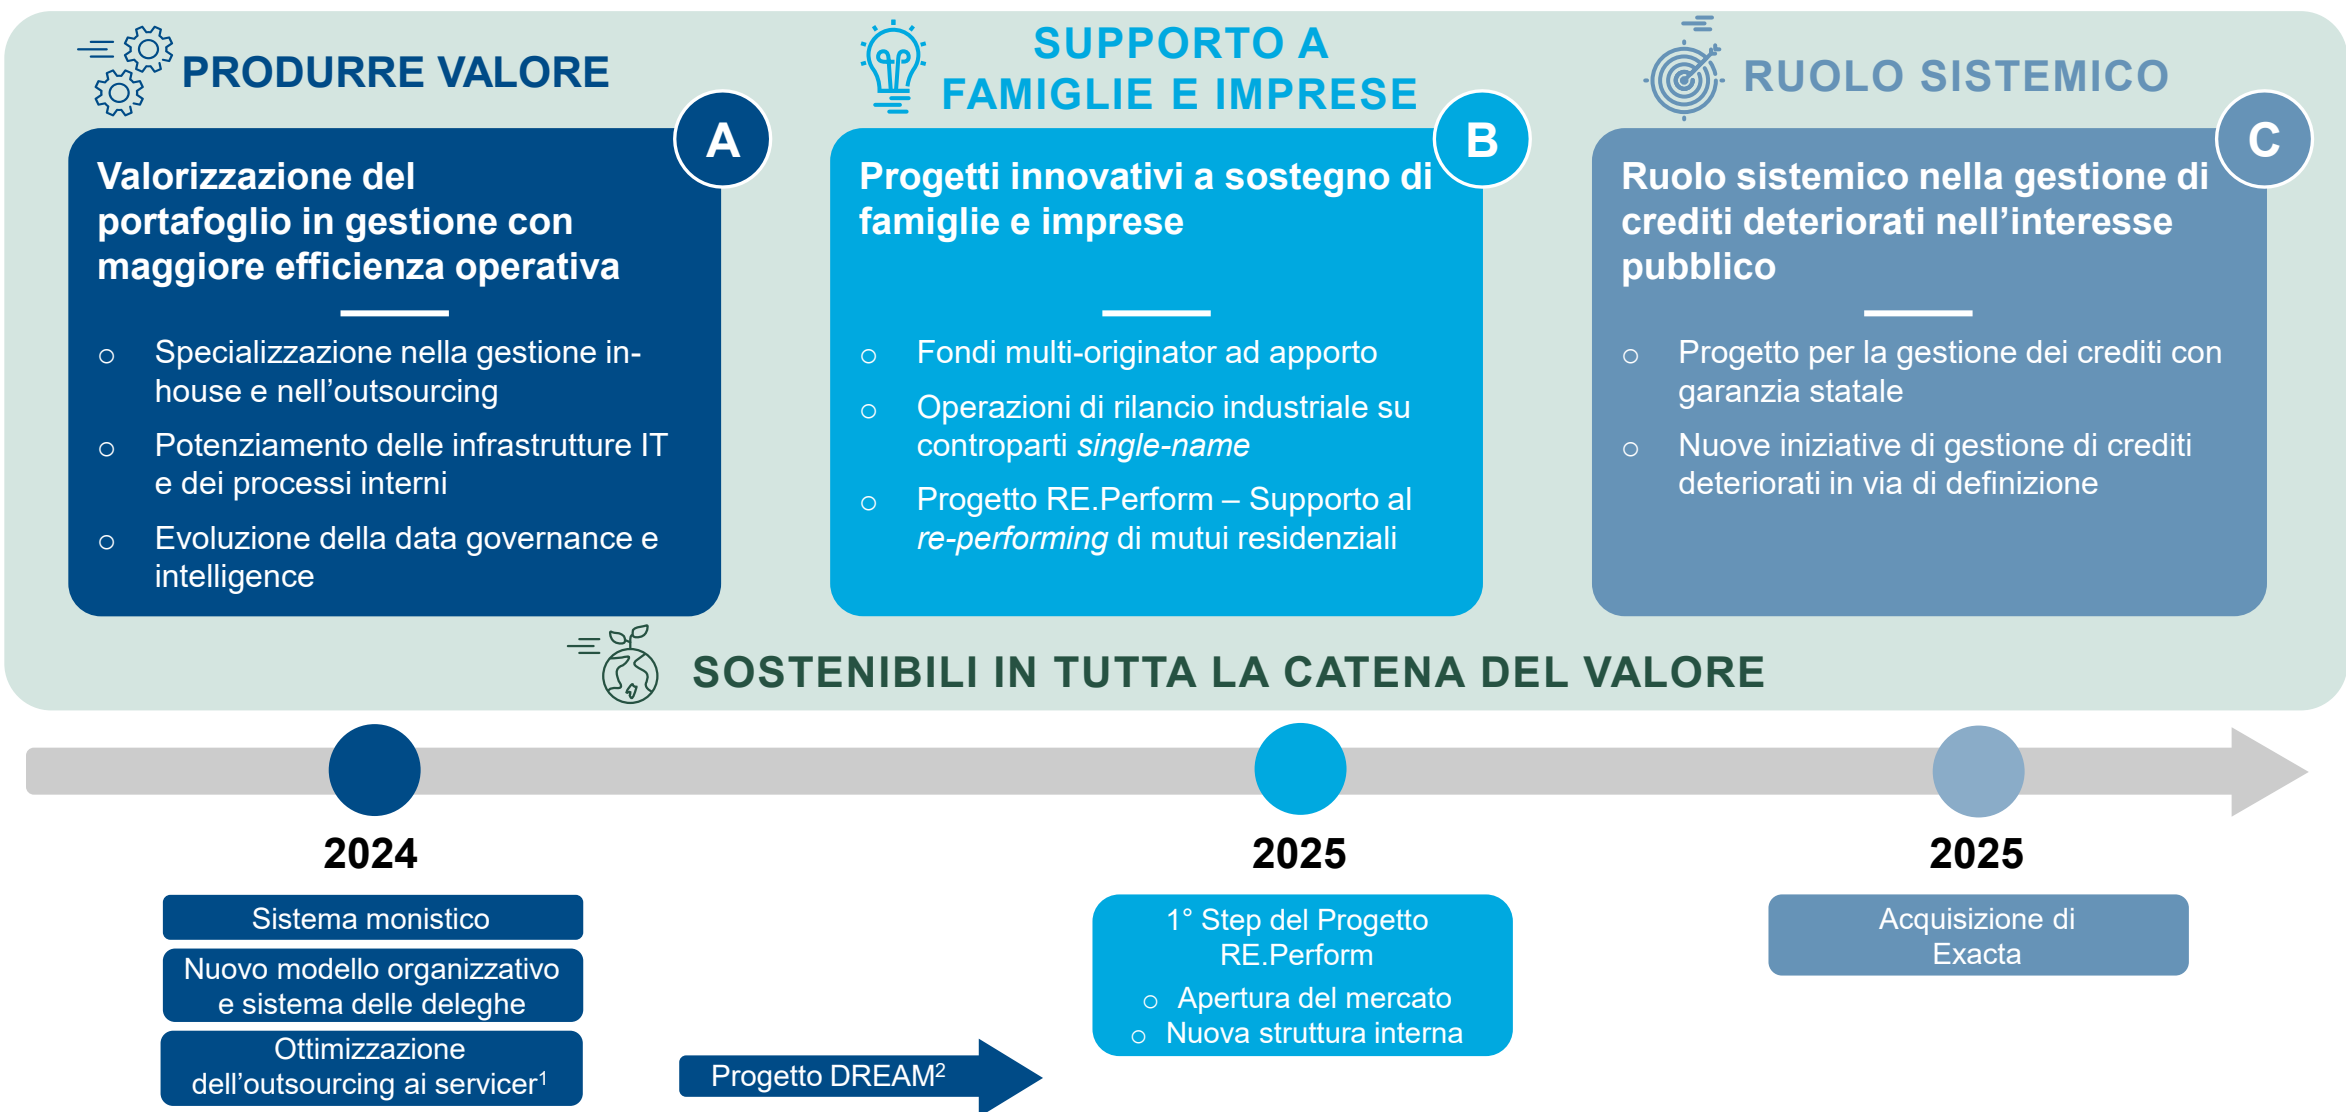 PRODURRE VALORE
A
Valorizzazione del
portafoglio in gestione con
maggiore efficienza operativa
o Specializzazione nella gestione in-
house e nell’outsourcing
o Potenziamento delle infrastrutture IT
e dei processi interni
o Evoluzione della data governance e
intelligence
SUPPORTO A
FAMIGLIE E IMPRESE
B
Progetti innovativi a sostegno di
famiglie e imprese
o Fondi multi-originator ad apporto
o Operazioni di rilancio industriale su
controparti single-name
o Progetto RE.Perform – Supporto al
re-performing di mutui residenziali
RUOLO SISTEMICO
C
Ruolo sistemico nella gestione di
crediti deteriorati nell’interesse
pubblico
o Progetto per la gestione dei crediti con
garanzia statale
o Nuove iniziative di gestione di crediti
deteriorati in via di definizione
SOSTENIBILI IN TUTTA LA CATENA DEL VALORE
2024
Sistema monistico
Nuovo modello organizzativo
e sistema delle deleghe
Ottimizzazione
dell’outsourcing ai servicer¹
Progetto DREAM²
2025
1° Step del Progetto
RE.Perform
o Apertura del mercato
o Nuova struttura interna
2025
Acquisizione di
Exacta